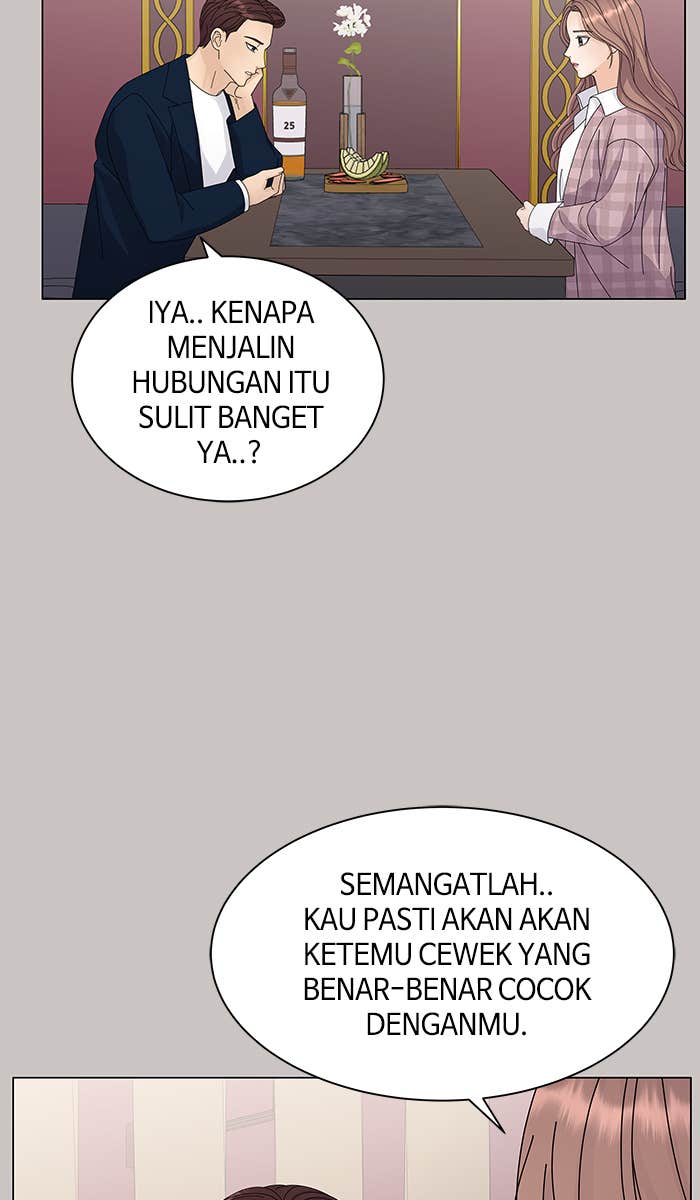 25
IYA.. KENAPA
MENJALIN
HUBUNGAN ITU
SULIT BANGET
YA..?
SEMANGATLAH..
KAU PASTI AKAN AKAN
KETEMU CEWEK YANG
BENAR-BENAR COCOK
DENGANMU.